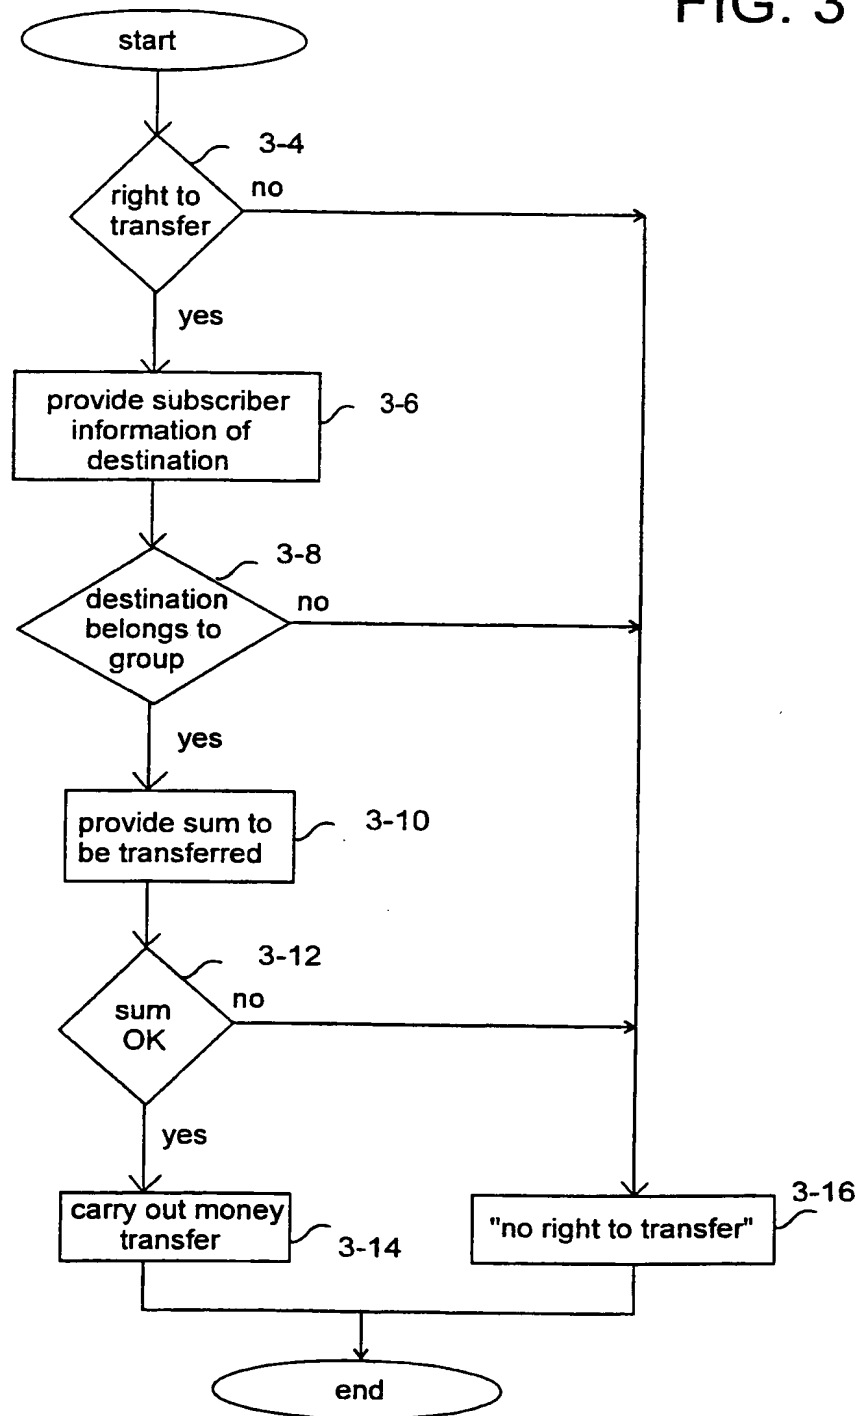 FIG. 3
start
3-4
right to
transfer
no
yes
provide subscriber
information of
destination
3-6
3-8
destination
belongs to
group
no
yes
provide sum to
be transferred
3-10
3-12
sum
OK
no
yes
carry out money
transfer
3-14
"no right to transfer"
3-16
end